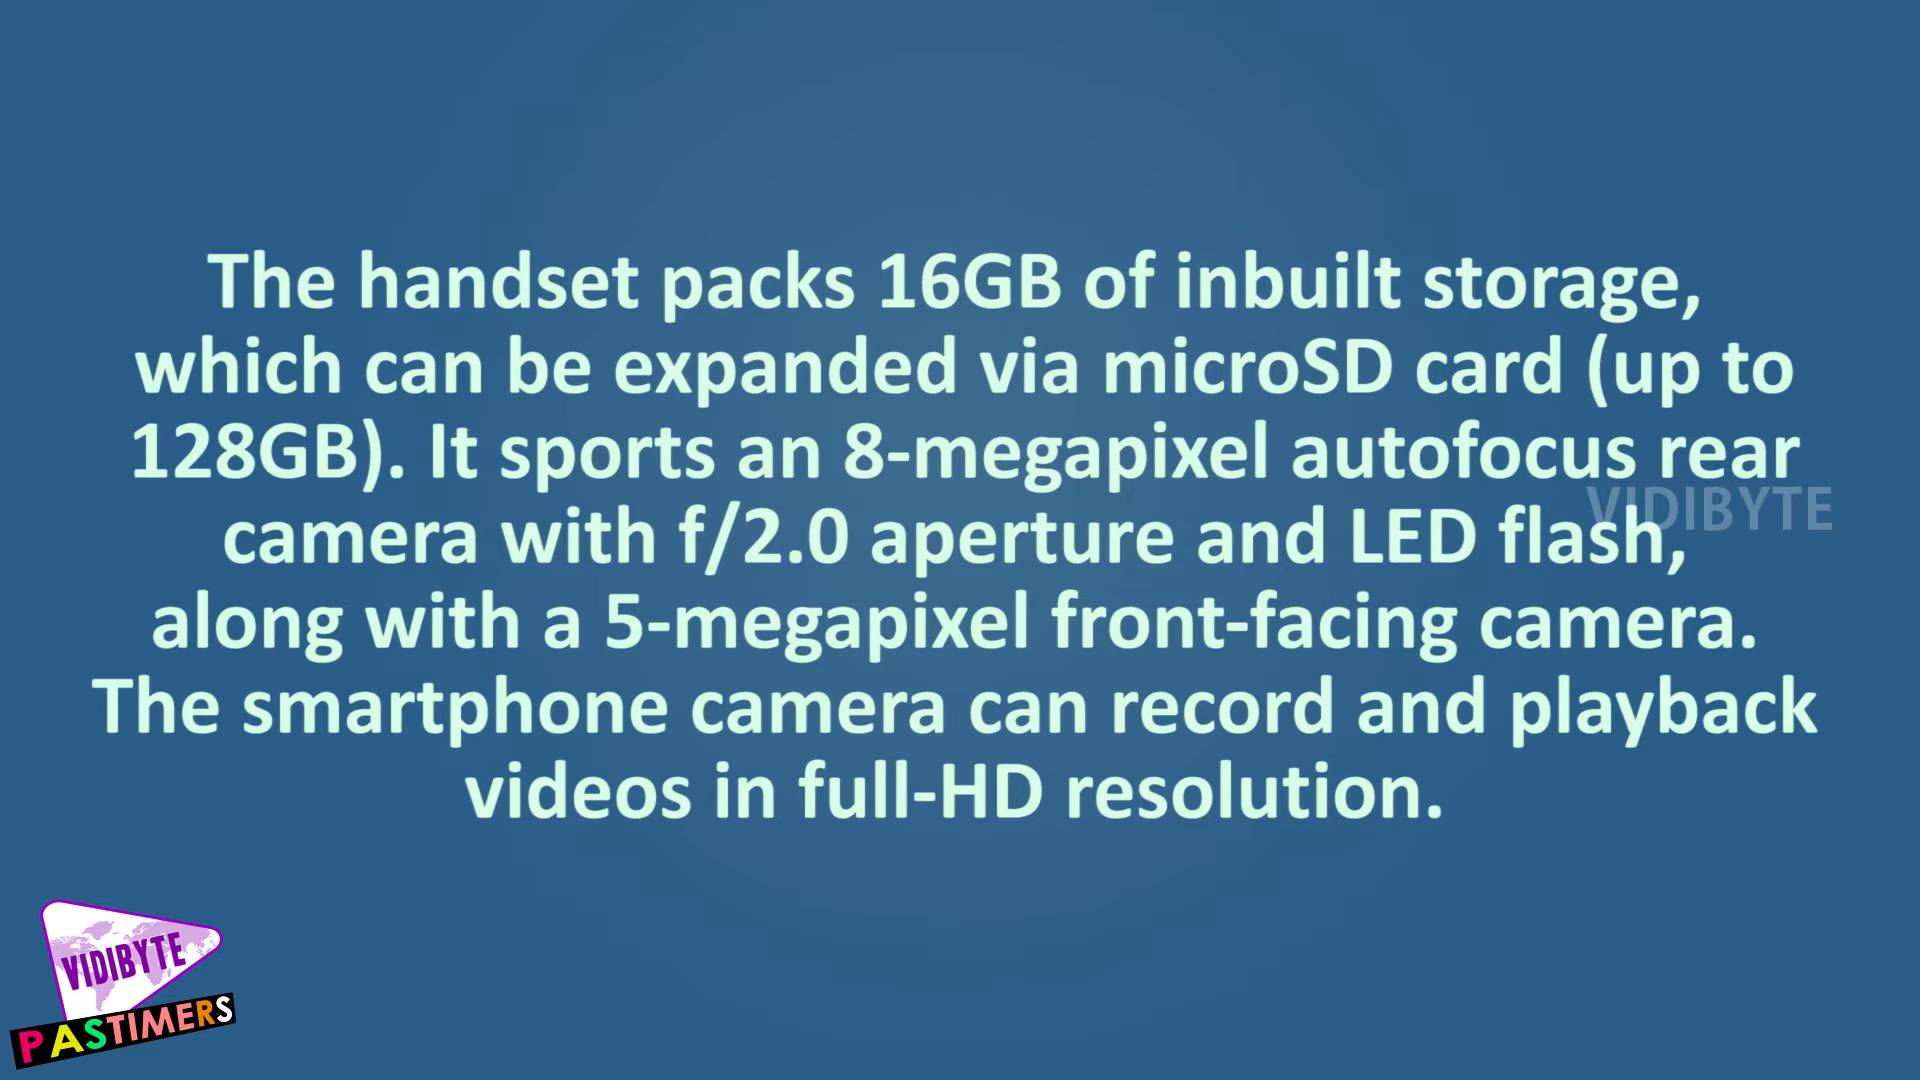 The handset packs 16GB of inbuilt storage,
which can be expanded via microSD card (up to
128GB). It sports an 8-megapixel autofocus rear
VIDIBYTE
camera with f/2.0 aperture and LED flash,
along with a 5-megapixel front-facing camera.
The smartphone camera can record and playback
videos in full-HD resolution.
VIDIBYTE
PASTIMERS